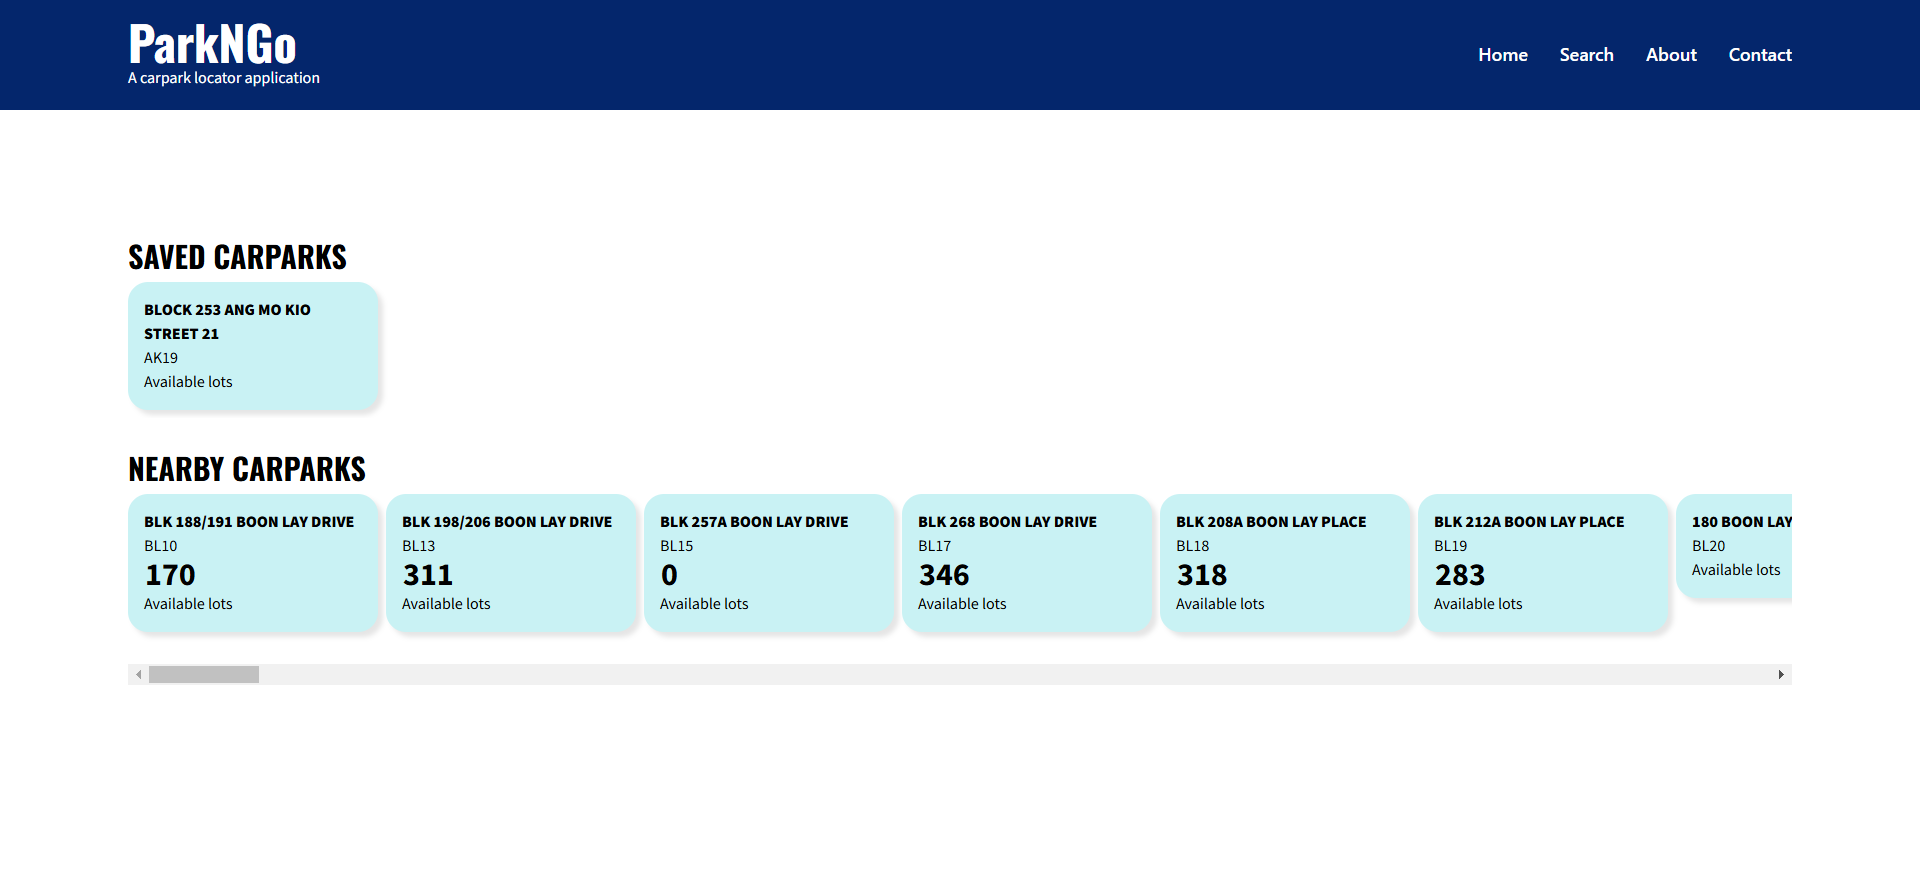 ParkNGo
A carpark locator application
Home Search About Contact
SAVED CARPARKS
BLOCK 253 ANG MO KIO
STREET 21
AK19
Available lots
NEARBY CARPARKS
BLK 188/191 BOON LAY DRIVE
BL10
170
Available lots
BLK 198/206 BOON LAY DRIVE
BL13
311
Available lots
BLK 257A BOON LAY DRIVE
BL15
0
Available lots
BLK 268 BOON LAY DRIVE
BL17
346
Available lots
BLK 208A BOON LAY PLACE
BL18
318
Available lots
BLK 212A BOON LAY PLACE
BL19
283
Available lots
180 BOON LAY
BL20
Available lots